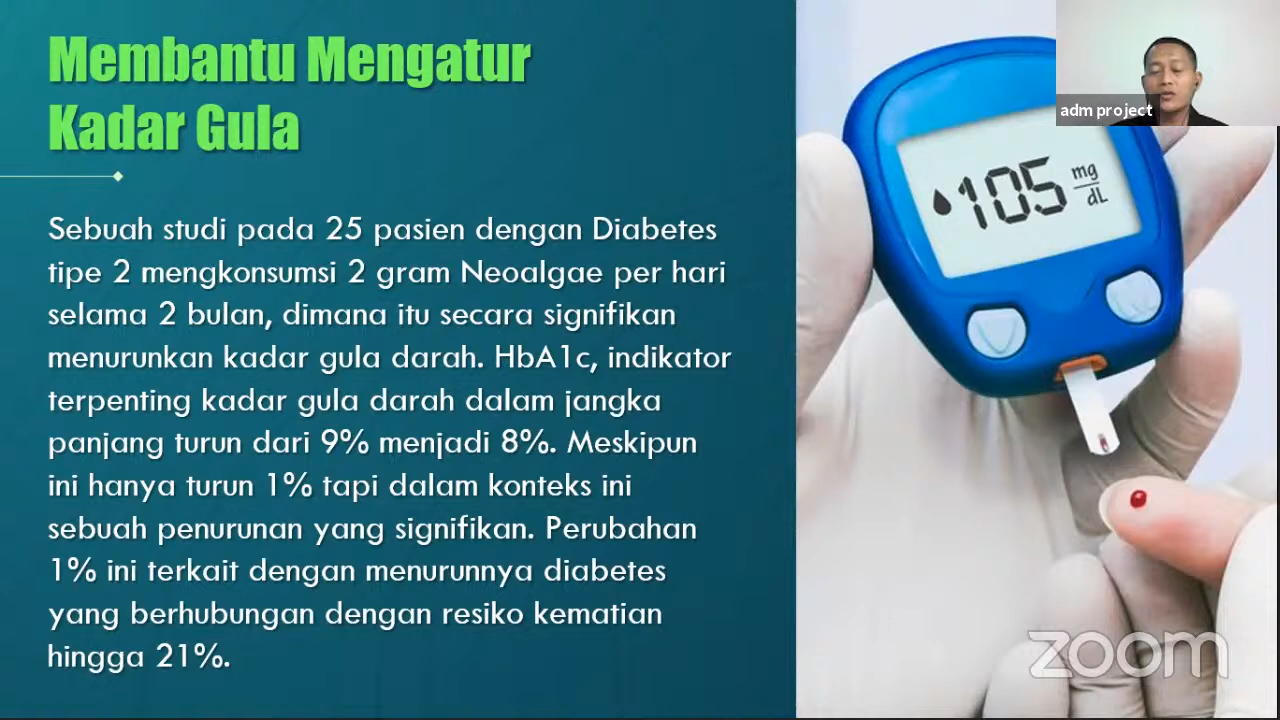 Membantu Mengatur
Kadar Gula
Sebuah studi pada 25 pasien dengan Diabetes
tipe 2 mengkonsumsi 2 gram Neoalgae per hari
selama 2 bulan, dimana itu secara signifikan
menurunkan kadar gula darah. HbA1c, indikator
terpenting kadar gula darah dalam jangka
panjang turun dari 9% menjadi 8%. Meskipun
ini hanya turun 1% tapi dalam konteks ini
sebuah penurunan yang signifikan. Perubahan
1% ini terkait dengan menurunnya diabetes
yang berhubungan dengan resiko kematian
hingga 21%.
adm project
105 mg/dL
zoom